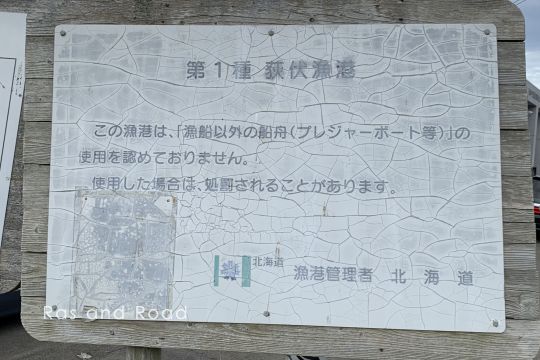 第1種 荻伏漁港
この漁港は、「漁船以外の船舟(プレジャーボート等)」の
使用を認めておりません。
使用した場合は、処罰されることがあります。
北海道
漁港管理者 北海道
Ras and Road